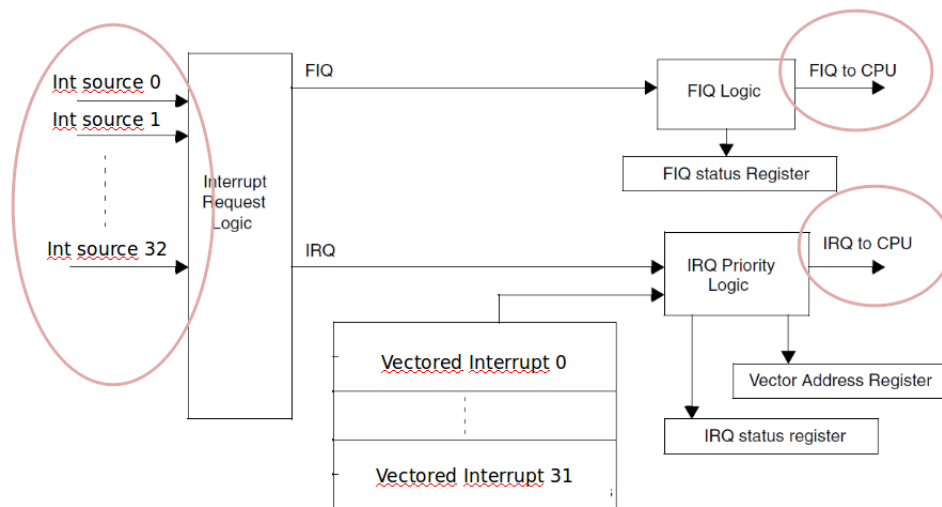 Int source 0
Int source 1
Int source 32
Interrupt
Request
Logic
FIQ
FIQ Logic
FIQ to CPU
FIQ status Register
IRQ
IRQ Priority
Logic
IRQ to CPU
Vectored Interrupt 0
Vectored Interrupt 31
Vector Address Register
IRQ status register